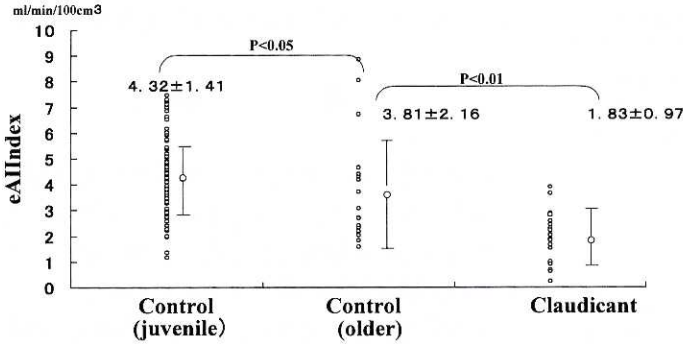 ml/min/100cm3
10
9
8
7
6
5
4
3
2
1
0
eAIIndex
P<0.05
P<0.01
4.32±1.41
3.81±2.16
1.83±0.97
Control
(juvenile)
Control
(older)
Claudicant